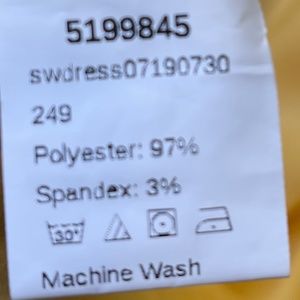 5199845
swdress07190730
249
Polyester: 97%
Spandex: 3%
30°
Machine Wash